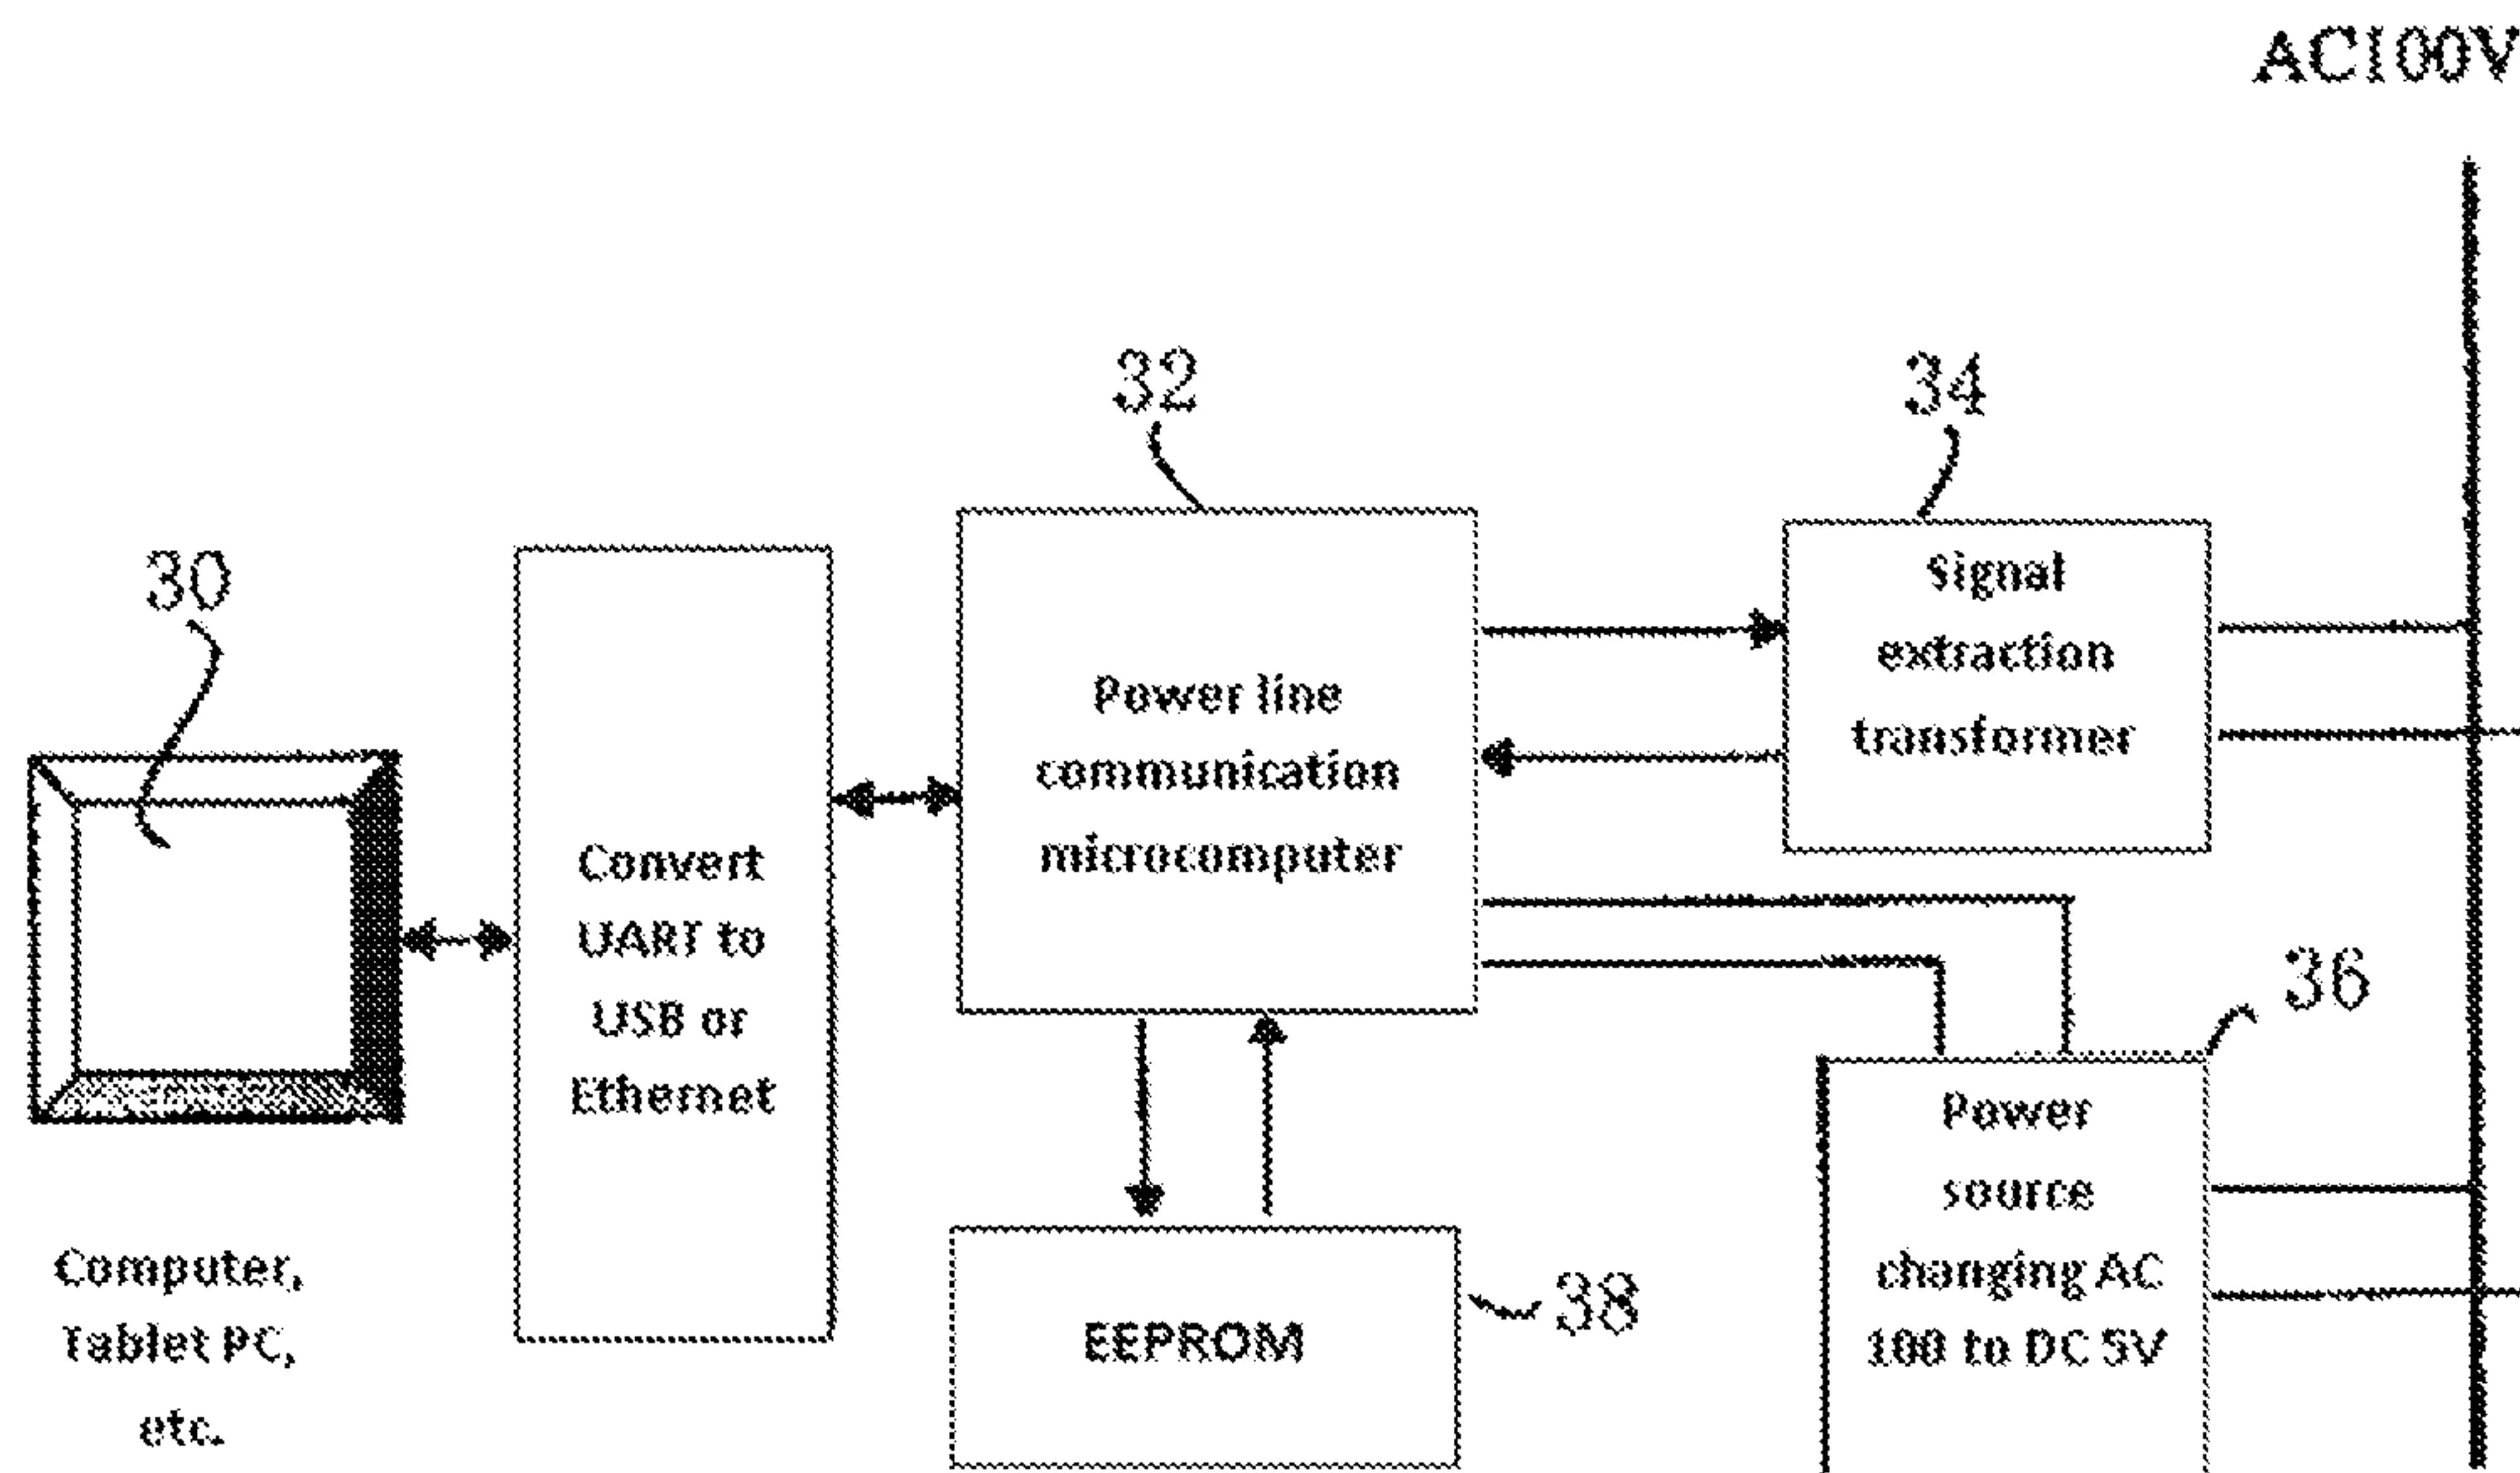 AC100V
32
34
30
Signal
extraction
transformer
Power line
communication
microcomputer
Convert
UART to
USB or
Ethernet
36
Power
source
changing AC
100 to DC 5V
38
EEPROM
Computer,
Tablet PC,
etc.